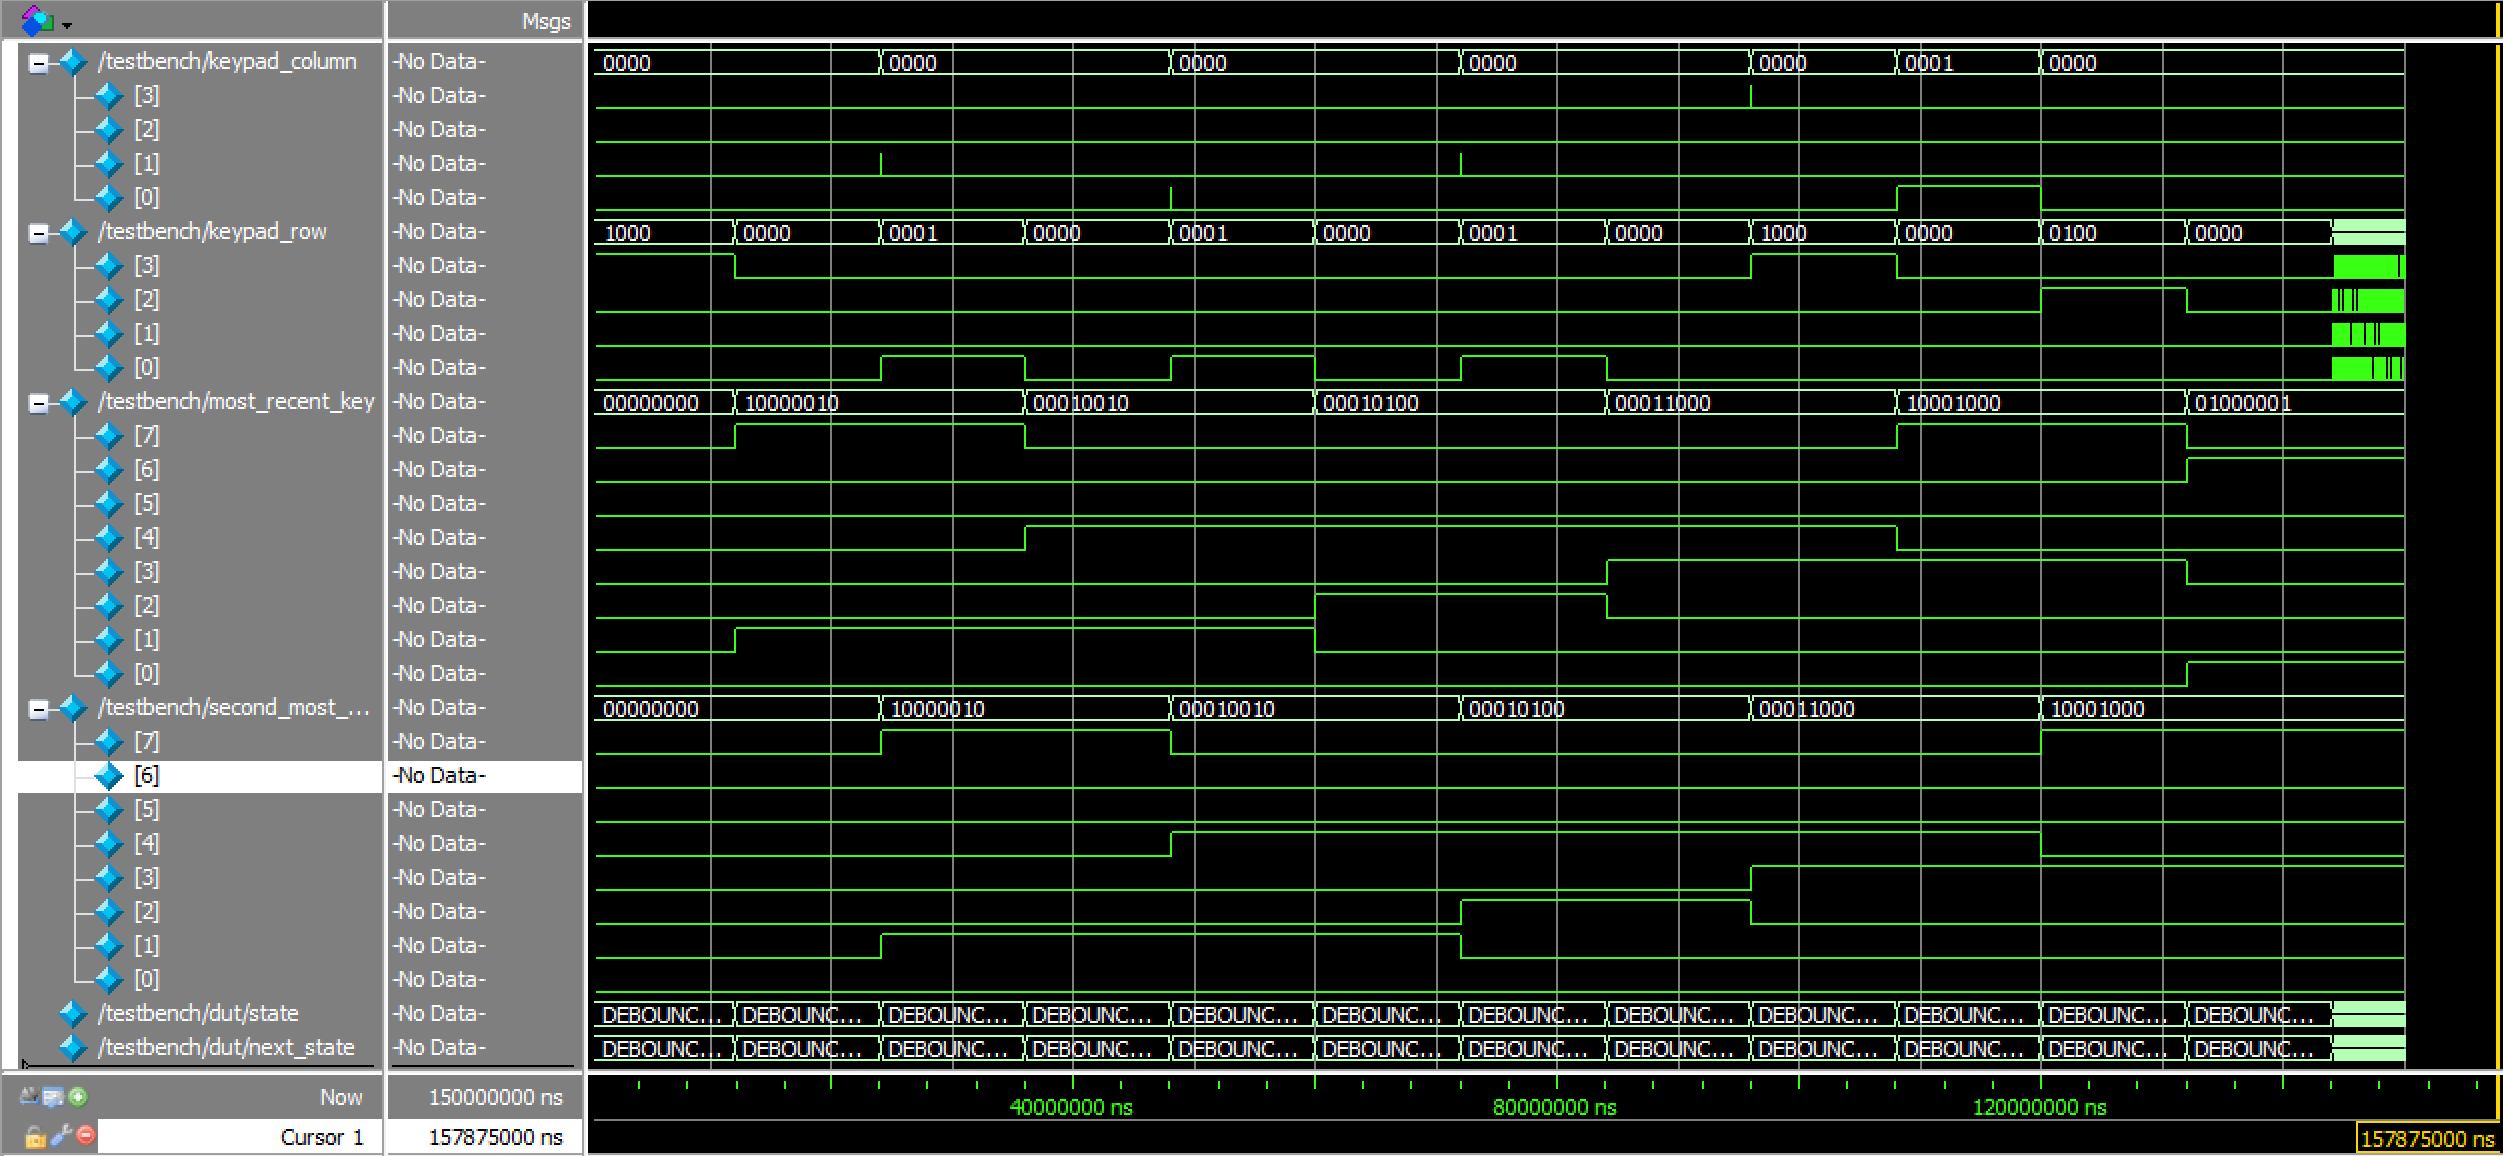 Msgs
/testbench/keypad_column -No Data- 0000 0000 0000 0000 0000 0001 0000
[3] -No Data-
[2] -No Data-
[1] -No Data-
[0] -No Data-
/testbench/keypad_row -No Data- 1000 0000 0001 0000 0001 0000 0001 0000 1000 0000 0100 0000
[3] -No Data-
[2] -No Data-
[1] -No Data-
[0] -No Data-
/testbench/most_recent_key -No Data- 00000000 10000010 00010010 00010100 00011000 10001000 01000001
[7] -No Data-
[6] -No Data-
[5] -No Data-
[4] -No Data-
[3] -No Data-
[2] -No Data-
[1] -No Data-
[0] -No Data-
/testbench/second_most_... -No Data- 00000000 10000010 00010010 00010100 00011000 10001000
[7] -No Data-
[6] -No Data-
[5] -No Data-
[4] -No Data-
[3] -No Data-
[2] -No Data-
[1] -No Data-
[0] -No Data-
/testbench/dut/state -No Data- DEBOUNC... DEBOUNC... DEBOUNC... DEBOUNC... DEBOUNC... DEBOUNC... DEBOUNC... DEBOUNC... DEBOUNC... DEBOUNC... DEBOUNC... DEBOUNC...
/testbench/dut/next_state -No Data- DEBOUNC... DEBOUNC... DEBOUNC... DEBOUNC... DEBOUNC... DEBOUNC... DEBOUNC... DEBOUNC... DEBOUNC... DEBOUNC... DEBOUNC... DEBOUNC...
Now 150000000 ns 40000000 ns 80000000 ns 120000000 ns
Cursor 1 157875000 ns 157875000 ns